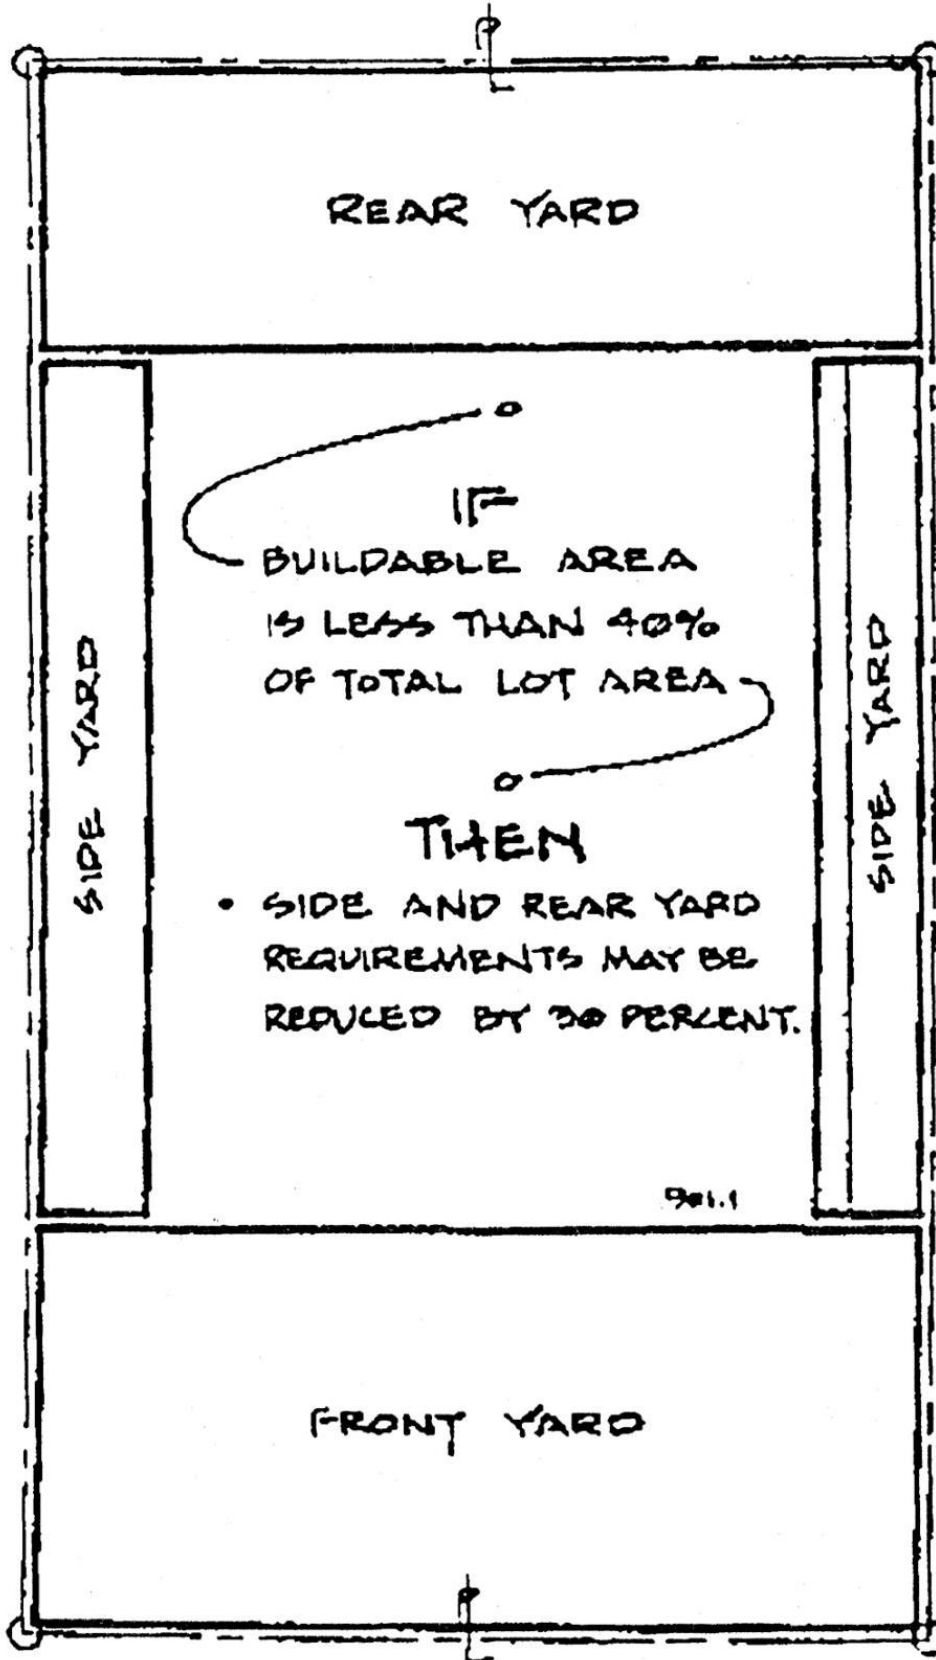 REAR YARD
IF
BUILDABLE AREA
IS LESS THAN 40%
OF TOTAL LOT AREA
SIDE YARD
SIDE YARD
THEN
• SIDE AND REAR YARD
REQUIREMENTS MAY BE
REDUCED BY 30 PERCENT.
FRONT YARD